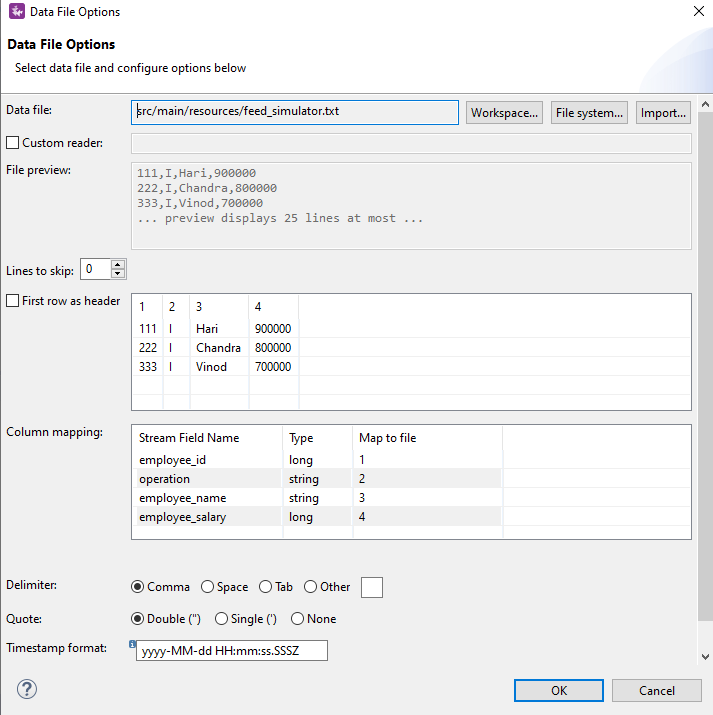 Data File Options
Data File Options
Select data file and configure options below
Data file: src/main/resources/feed_simulator.txt Workspace... File system... Import...
Custom reader:
File preview: 111,I,Hari,900000
222,I,Chandra,800000
333,I,Vinod,700000
... preview displays 25 lines at most ...
Lines to skip: 0
First row as header 1 2 3 4
111 I Hari 900000
222 I Chandra 800000
333 I Vinod 700000
Column mapping: Stream Field Name Type Map to file
employee_id long 1
operation string 2
employee_name string 3
employee_salary long 4
Delimiter: Comma Space Tab Other
Quote: Double (") Single (') None
Timestamp format: yyyy-MM-dd HH:mm:ss.SSSZ
? OK Cancel